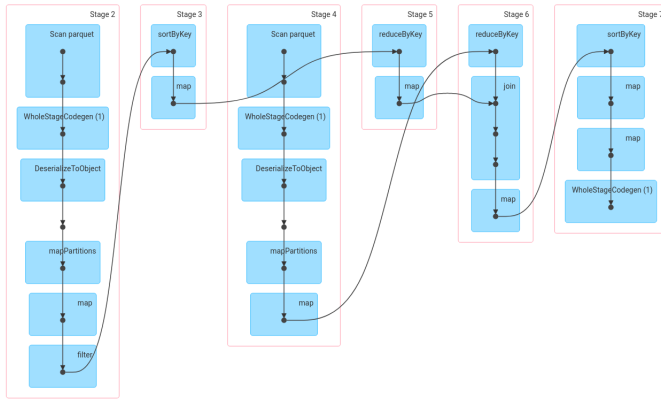 Stage 2
Scan parquet
WholeStageCodegen (1)
DeserializeToObject
mapPartitions
map
filter
Stage 3
sortByKey
map
Stage 4
Scan parquet
WholeStageCodegen (1)
DeserializeToObject
mapPartitions
map
Stage 5
reduceByKey
map
Stage 6
reduceByKey
join
map
Stage 7
sortByKey
map
map
WholeStageCodegen (1)